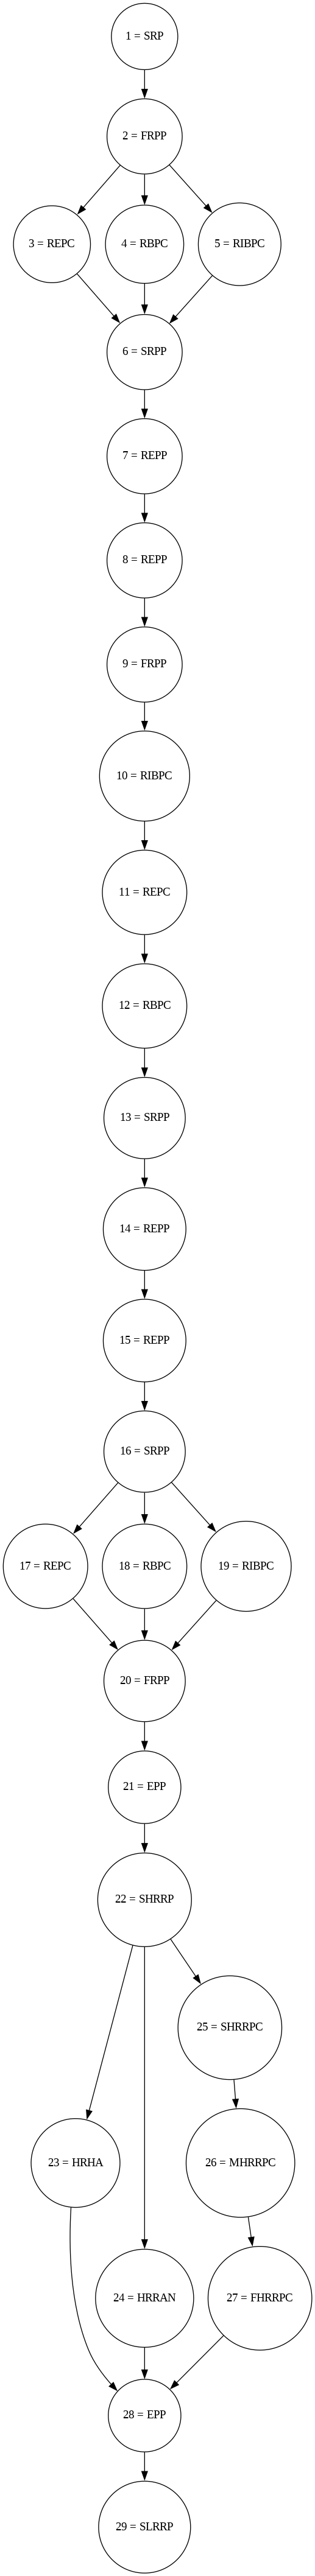 1 = SRP
2 = FRPP
3 = REPC
4 = RBPC
5 = RIBPC
6 = SRPP
7 = REPP
8 = REPP
9 = FRPP
10 = RIBPC
11 = REPC
12 = RBPC
13 = SRPP
14 = REPP
15 = REPP
16 = SRPP
17 = REPC
18 = RBPC
19 = RIBPC
20 = FRPP
21 = EPP
22 = SHRRP
25 = SHRRPC
23 = HRHA
26 = MHRRPC
24 = HRRAN
27 = FHRRPC
28 = EPP
29 = SLRRP